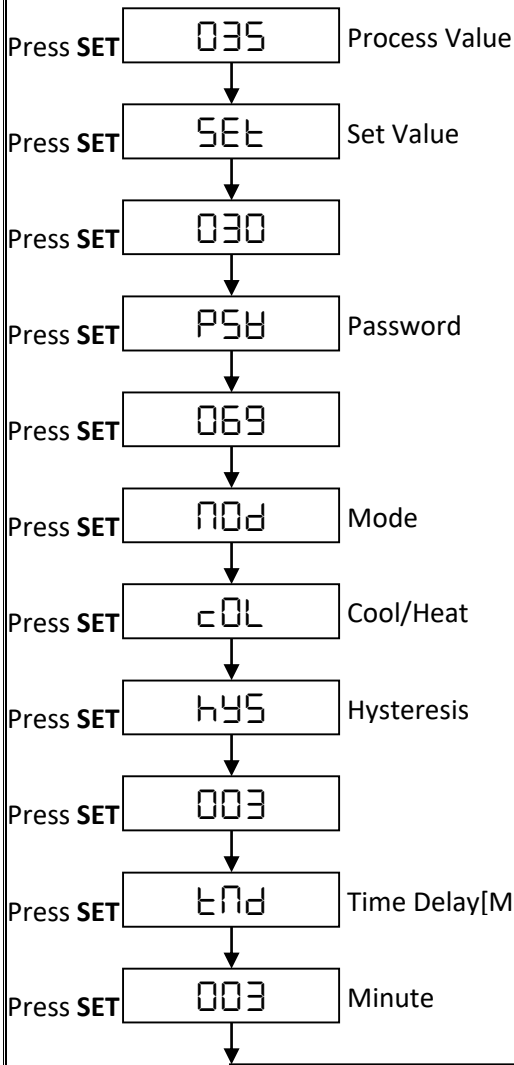 Press SET 035 Process Value
Press SET SEt Set Value
Press SET 030
Press SET PSW Password
Press SET 069
Press SET MOd Mode
Press SET cOL Cool/Heat
Press SET hYS Hysteresis
Press SET 003
Press SET tMd Time Delay[M
Press SET 003 Minute